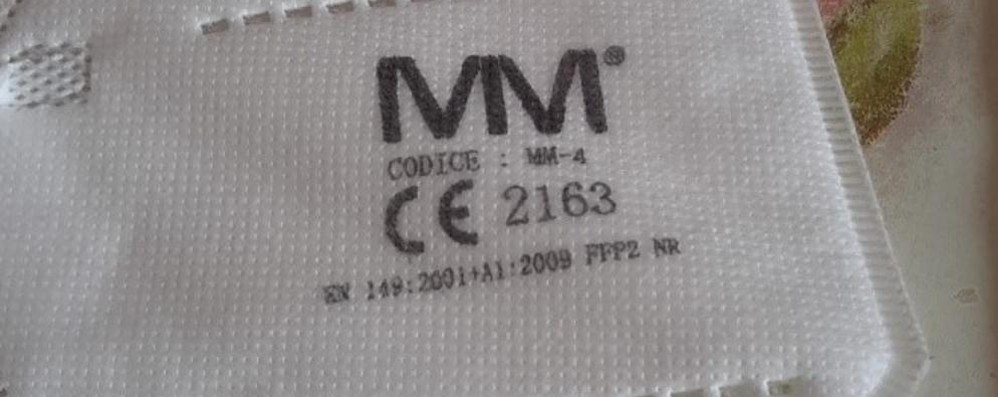 MM®
CODICE : MM-4
CE 2163
EN 149:2001+A1:2009 FFP2 NR